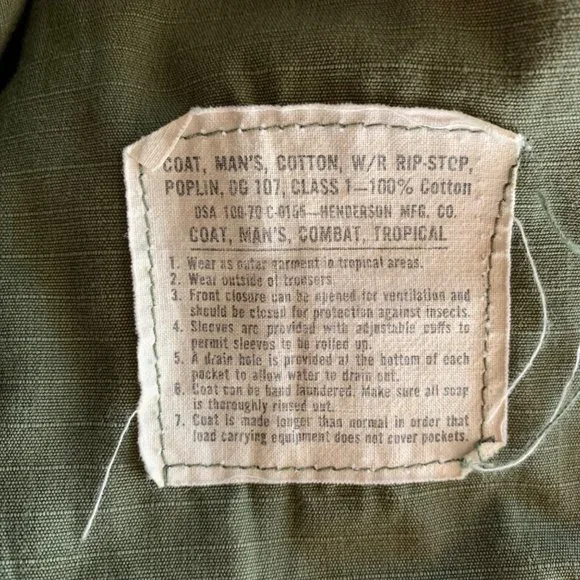 COAT, MAN'S, COTTON, W/R RIP-STOP,
POPLIN, OG 107, CLASS 1—100% Cotton
DSA 100-70-C-0155—HENDERSON MFG. CO.
COAT, MAN'S, COMBAT, TROPICAL
1. Wear as outer garment in tropical areas.
2. Wear outside of trousers.
3. Front closure can be opened for ventilation and
should be closed for protection against insects.
4. Sleeves are provided with adjustable cuffs to
permit sleeves to be rolled up.
5. A drain hole is provided at the bottom of each
pocket to allow water to drain out.
6. Coat can be hand laundered. Make sure all soap
is thoroughly rinsed out.
7. Coat is made longer than normal in order that
load carrying equipment does not cover pockets.